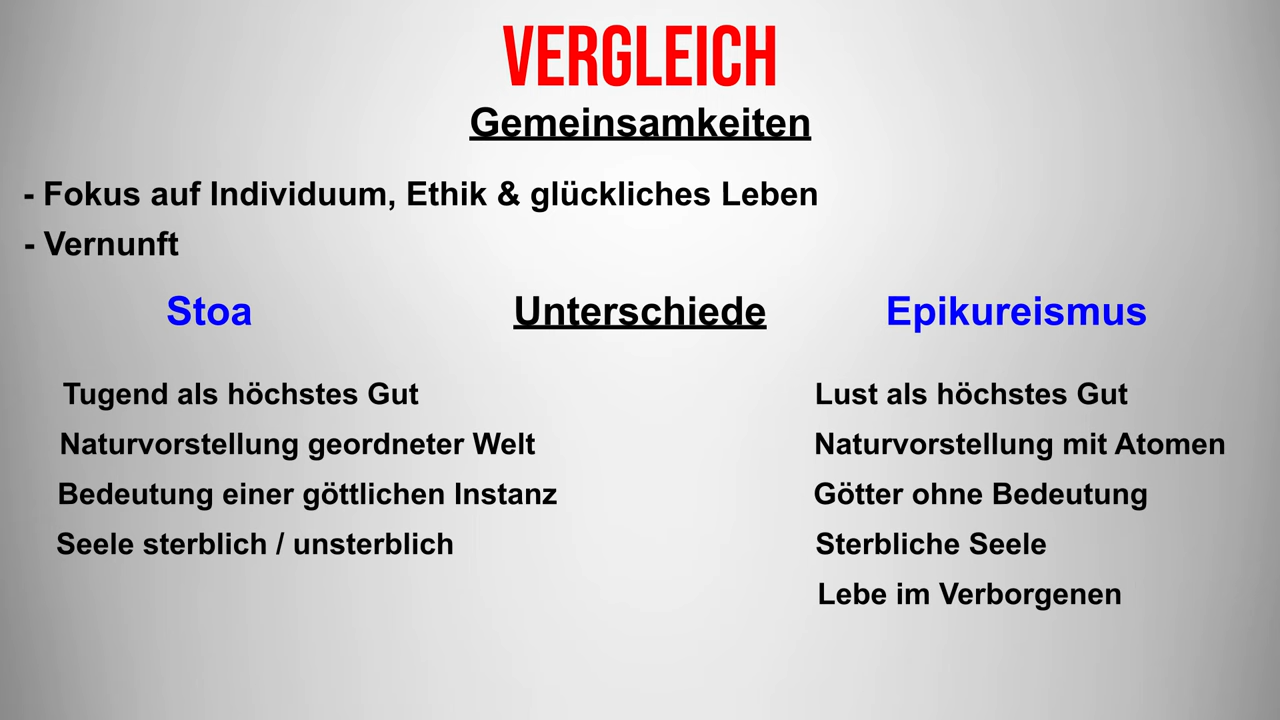 VERGLEICH
Gemeinsamkeiten
- Fokus auf Individuum, Ethik & glückliches Leben
- Vernunft
Stoa
Unterschiede
Epikureismus
Tugend als höchstes Gut
Naturvorstellung geordneter Welt
Bedeutung einer göttlichen Instanz
Seele sterblich / unsterblich
Lust als höchstes Gut
Naturvorstellung mit Atomen
Götter ohne Bedeutung
Sterbliche Seele
Lebe im Verborgenen